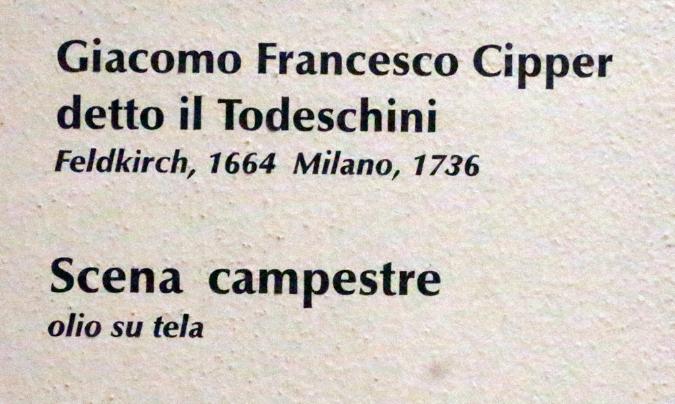 Giacomo Francesco Cipper
detto il Todeschini
Feldkirch, 1664 Milano, 1736
Scena campestre
olio su tela